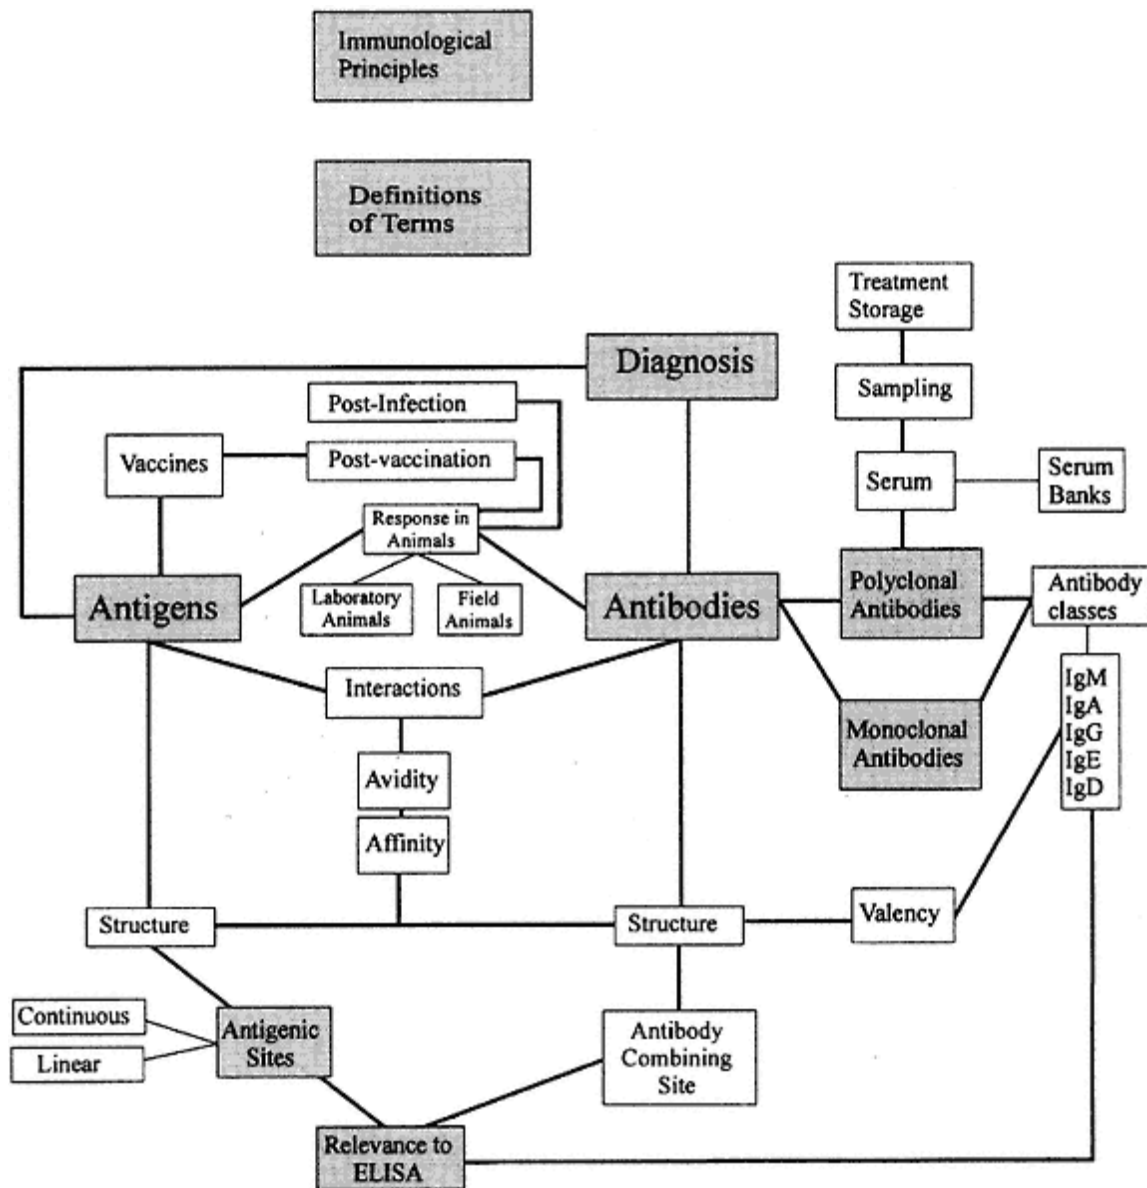 Immunological
Principles
Definitions
of Terms
Treatment
Storage
Diagnosis
Sampling
Post-Infection
Vaccines
Post-vaccination
Serum
Serum
Banks
Response in
Animals
Antigens
Laboratory
Animals
Field
Animals
Antibodies
Polyclonal
Antibodies
Antibody
classes
Interactions
Monoclonal
Antibodies
IgM
IgA
IgG
IgE
IgD
Avidity
Affinity
Structure
Structure
Valency
Continuous
Linear
Antigenic
Sites
Antibody
Combining
Site
Relevance to
ELISA